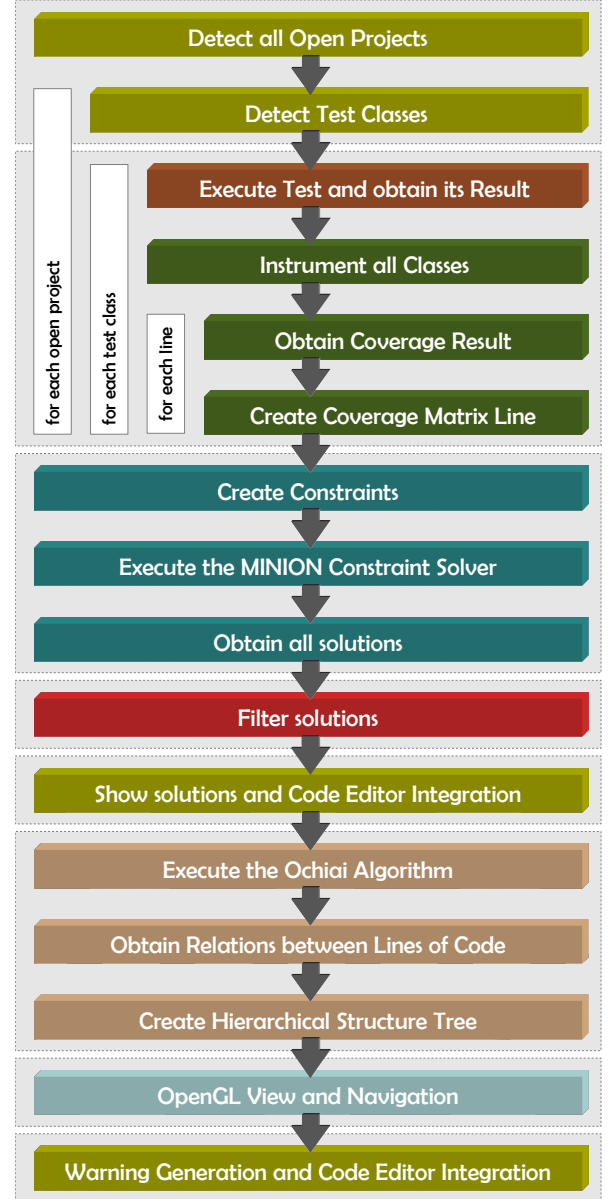 Detect all Open Projects
Detect Test Classes
Execute Test and obtain its Result
Instrument all Classes
Obtain Coverage Result
Create Coverage Matrix Line
for each open project
for each test class
for each line
Create Constraints
Execute the MINION Constraint Solver
Obtain all solutions
Filter solutions
Show solutions and Code Editor Integration
Execute the Ochiai Algorithm
Obtain Relations between Lines of Code
Create Hierarchical Structure Tree
OpenGL View and Navigation
Warning Generation and Code Editor Integration